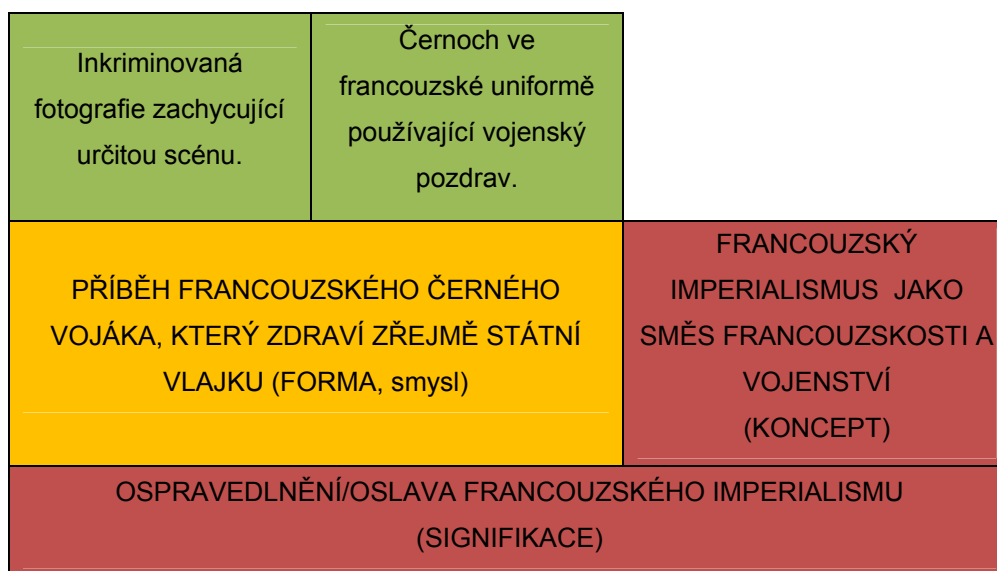 Inkriminovaná
fotografie zachycující
určitou scénu.
Černoch ve
francouzské uniformě
používající vojenský
pozdrav.
PŘÍBĚH FRANCOUZSKÉHO ČERNÉHO
VOJÁKA, KTERÝ ZDRAVÍ ZŘEJMĚ STÁTNÍ
VLAJKU (FORMA, smysl)
FRANCOUZSKÝ
IMPERIALISMUS JAKO
SMĚS FRANCOUZSKOSTI A
VOJENSTVÍ
(KONCEPT)
OSPRAVEDLNĚNÍ/OSLAVA FRANCOUZSKÉHO IMPERIALISMU
(SIGNIFIKACE)